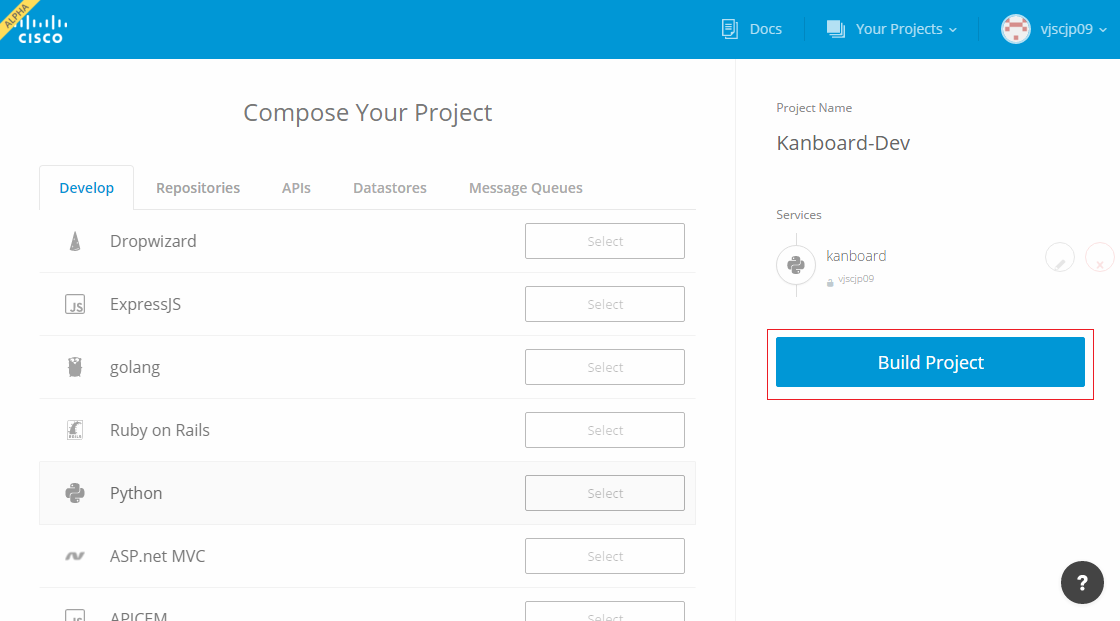 ALPHA
CISCO
Docs
Your Projects
vjscjp09
Compose Your Project
Develop Repositories APIs Datastores Message Queues
Dropwizard Select
JS ExpressJS Select
golang Select
Ruby on Rails Select
Python Select
ASP.net MVC Select
JS APICEM Select
Project Name
Kanboard-Dev
Services
kanboard
vjscjp09
Build Project
?